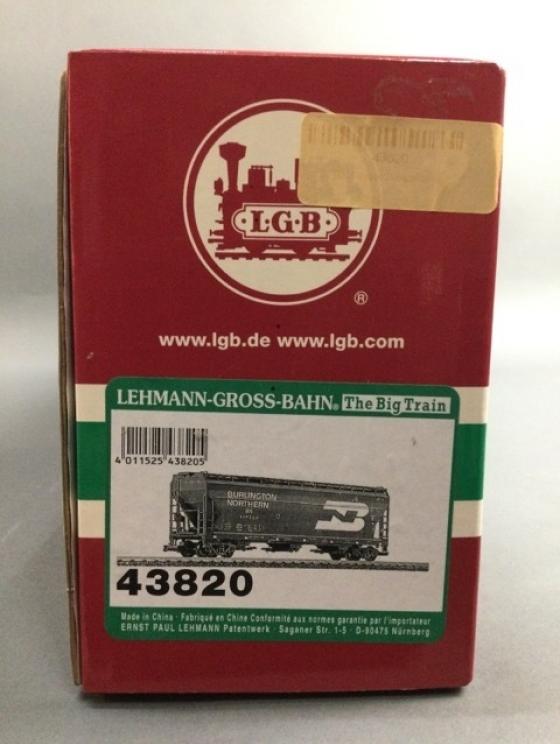 43820
L·G·B
®
www.lgb.de www.lgb.com
LEHMANN-GROSS-BAHN® The Big Train
4 011525 438205
BURLINGTON
NORTHERN
BN
43820
Made in China · Fabriqué en Chine Conformité aux normes garantie par l'importateur
ERNST PAUL LEHMANN Patentwerk · Saganer Str. 1-5 · D-90475 Nürnberg